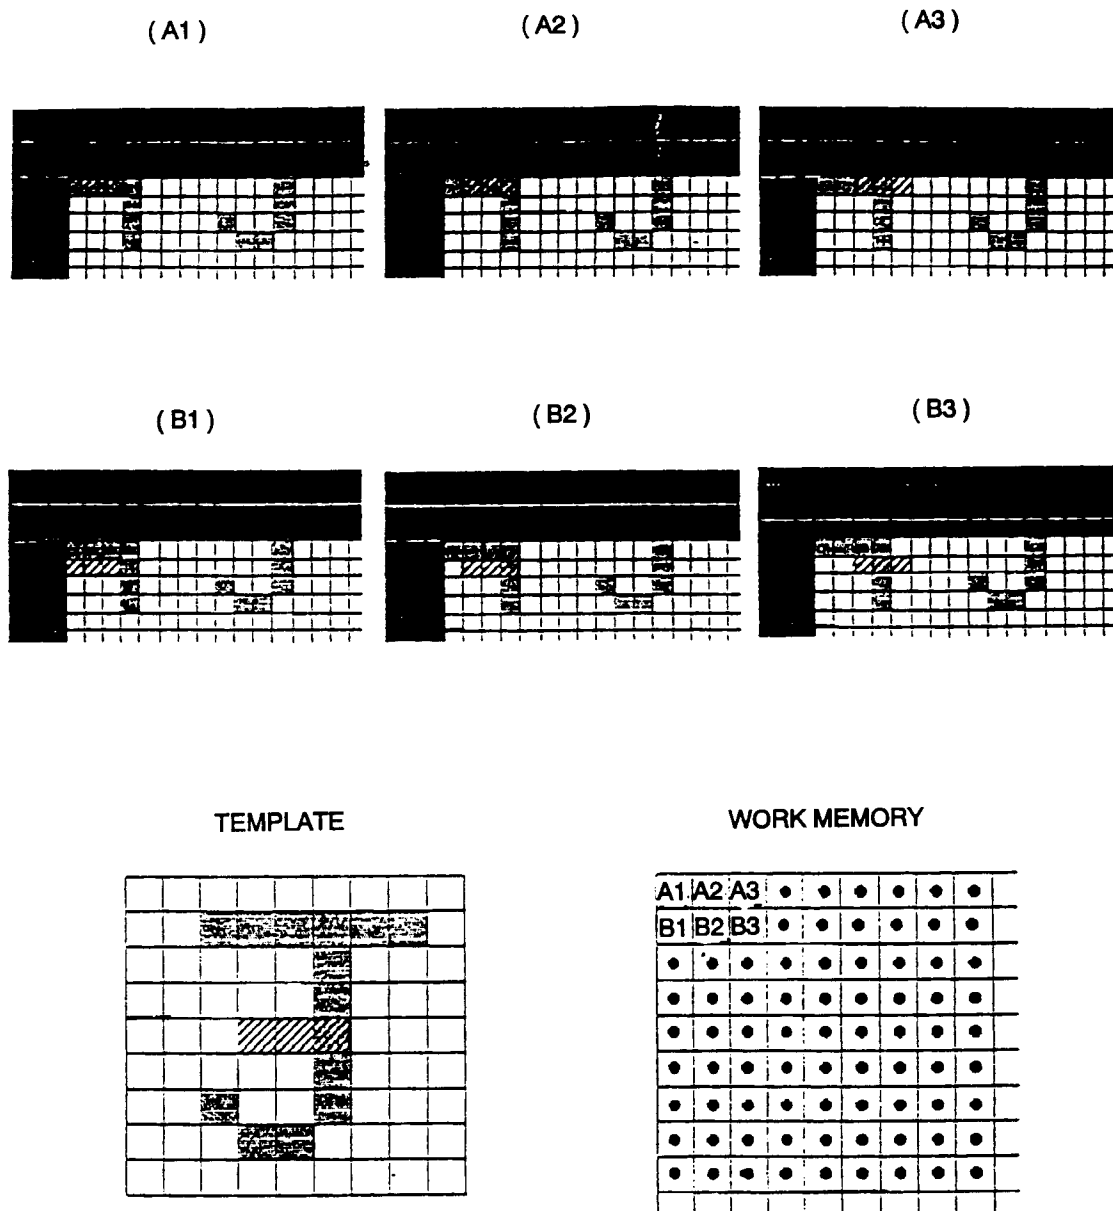 (A1) (A2) (A3)
(B1) (B2) (B3)
TEMPLATE WORK MEMORY
A1 A2 A3
B1 B2 B3